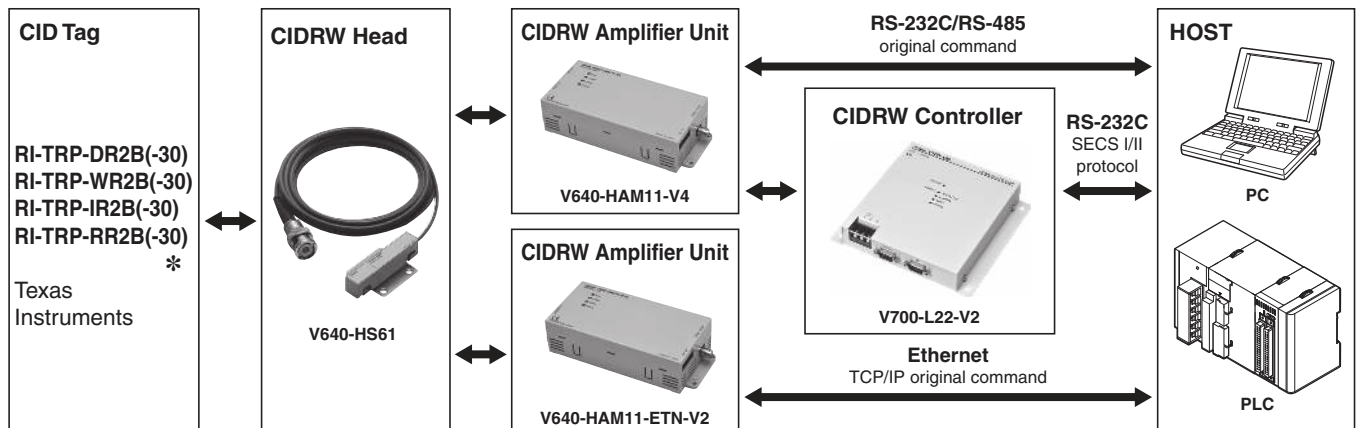 CID Tag
RI-TRP-DR2B(-30)
RI-TRP-WR2B(-30)
RI-TRP-IR2B(-30)
RI-TRP-RR2B(-30)
*
Texas
Instruments
CIDRW Head
V640-HS61
CIDRW Amplifier Unit
V640-HAM11-V4
CIDRW Amplifier Unit
V640-HAM11-ETN-V2
RS-232C/RS-485
original command
CIDRW Controller
V700-L22-V2
RS-232C
SECS I/II
protocol
Ethernet
TCP/IP original command
HOST
PC
PLC